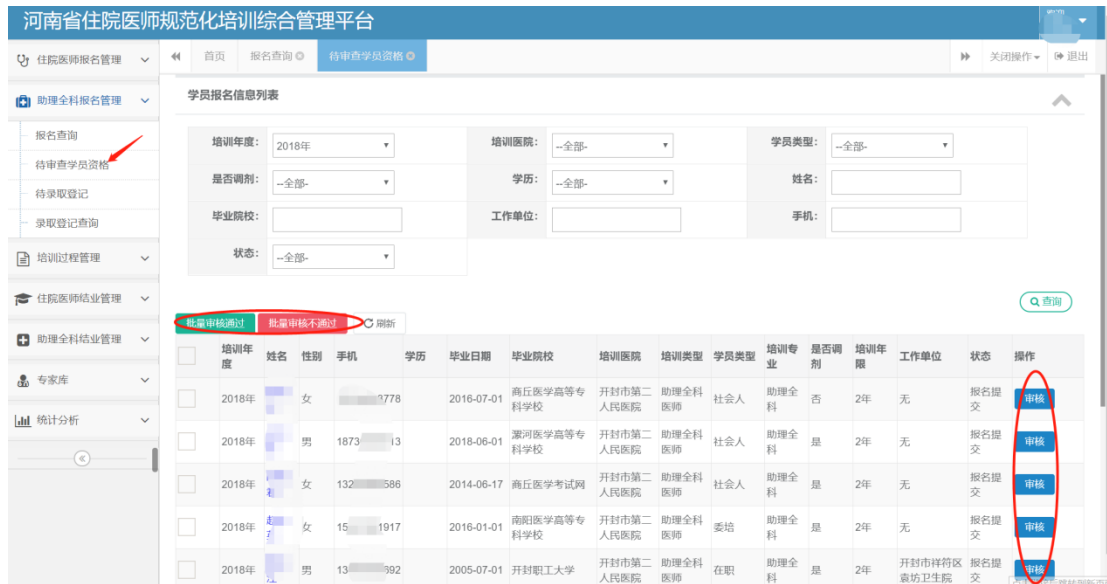 河南省住院医师规范化培训综合管理平台
住院医师报名管理
首页 报名查询 待审查学员资格 关闭操作 退出
助理全科报名管理
报名查询
待审查学员资格
待录取登记
录取登记查询
培训过程管理
住院医师结业管理
助理全科结业管理
专家库
统计分析
学员报名信息列表
培训年度: 2018年 培训医院: --全部- 学员类型: --全部-
是否调剂: --全部- 学历: --全部- 姓名:
毕业院校: 工作单位: 手机:
状态: --全部-
查询
批量审核通过 批量审核不通过 刷新
培训年度 姓名 性别 手机 学历 毕业日期 毕业院校 培训医院 培训类型 学员类型 培训专业 是否调剂 培训年限 工作单位 状态 操作
2018年 女 3778 2016-07-01 商丘医学高等专科学校 开封市第二人民医院 助理全科医师 社会人 助理全科 否 2年 无 报名提交 审核
2018年 男 1873 13 2018-06-01 漯河医学高等专科学校 开封市第二人民医院 助理全科医师 社会人 助理全科 是 2年 无 报名提交 审核
2018年 女 132 586 2014-06-17 商丘医学考试网 开封市第二人民医院 助理全科医师 社会人 助理全科 是 2年 无 报名提交 审核
2018年 女 15 1917 2016-01-01 南阳医学高等专科学校 开封市第二人民医院 助理全科医师 委培 助理全科 是 2年 无 报名提交 审核
2018年 男 13 392 2005-07-01 开封职工大学 开封市第二人民医院 助理全科医师 在职 助理全科 是 2年 开封市祥符区袁坊卫生院 报名提交 审核